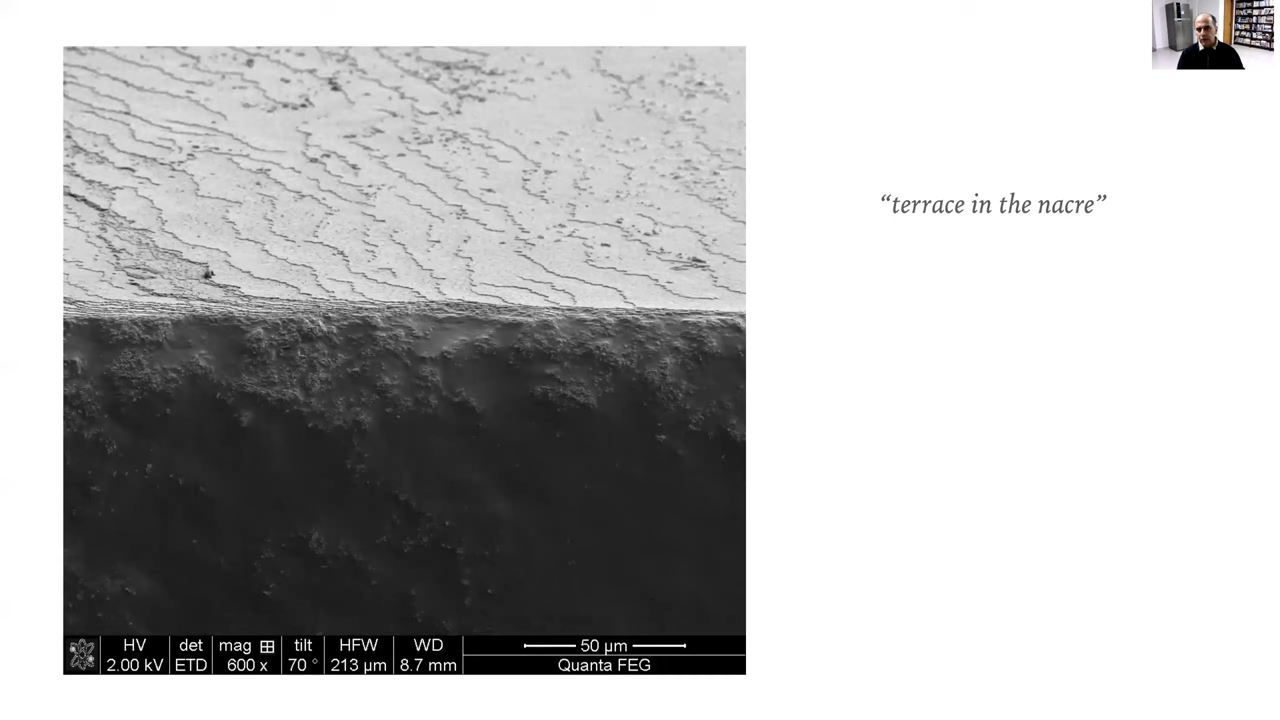 “terrace in the nacre”
HV det mag tilt HFW WD 50 µm
2.00 kV ETD 600 x 70 ° 213 µm 8.7 mm Quanta FEG